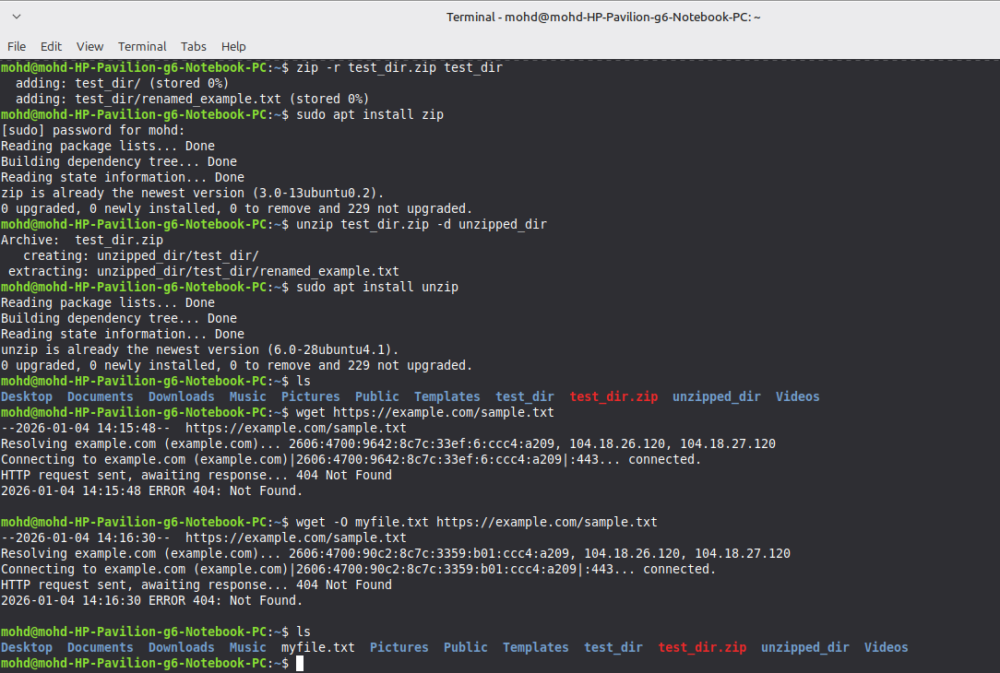 Terminal - mohd@mohd-HP-Pavilion-g6-Notebook-PC: ~
File Edit View Terminal Tabs Help
mohd@mohd-HP-Pavilion-g6-Notebook-PC:~$ zip -r test_dir.zip test_dir
  adding: test_dir/ (stored 0%)
  adding: test_dir/renamed_example.txt (stored 0%)
mohd@mohd-HP-Pavilion-g6-Notebook-PC:~$ sudo apt install zip
[sudo] password for mohd:
Reading package lists... Done
Building dependency tree... Done
Reading state information... Done
zip is already the newest version (3.0-13ubuntu0.2).
0 upgraded, 0 newly installed, 0 to remove and 229 not upgraded.
mohd@mohd-HP-Pavilion-g6-Notebook-PC:~$ unzip test_dir.zip -d unzipped_dir
Archive:  test_dir.zip
   creating: unzipped_dir/test_dir/
 extracting: unzipped_dir/test_dir/renamed_example.txt
mohd@mohd-HP-Pavilion-g6-Notebook-PC:~$ sudo apt install unzip
Reading package lists... Done
Building dependency tree... Done
Reading state information... Done
unzip is already the newest version (6.0-28ubuntu4.1).
0 upgraded, 0 newly installed, 0 to remove and 229 not upgraded.
mohd@mohd-HP-Pavilion-g6-Notebook-PC:~$ ls
Desktop  Documents  Downloads  Music  Pictures  Public  Templates  test_dir  test_dir.zip  unzipped_dir  Videos
mohd@mohd-HP-Pavilion-g6-Notebook-PC:~$ wget https://example.com/sample.txt
--2026-01-04 14:15:48--  https://example.com/sample.txt
Resolving example.com (example.com)... 2606:4700:9642:8c7c:33ef:6:ccc4:a209, 104.18.26.120, 104.18.27.120
Connecting to example.com (example.com)|2606:4700:9642:8c7c:33ef:6:ccc4:a209|:443... connected.
HTTP request sent, awaiting response... 404 Not Found
2026-01-04 14:15:48 ERROR 404: Not Found.
mohd@mohd-HP-Pavilion-g6-Notebook-PC:~$ wget -O myfile.txt https://example.com/sample.txt
--2026-01-04 14:16:30--  https://example.com/sample.txt
Resolving example.com (example.com)... 2606:4700:90c2:8c7c:3359:b01:ccc4:a209, 104.18.26.120, 104.18.27.120
Connecting to example.com (example.com)|2606:4700:90c2:8c7c:3359:b01:ccc4:a209|:443... connected.
HTTP request sent, awaiting response... 404 Not Found
2026-01-04 14:16:30 ERROR 404: Not Found.
mohd@mohd-HP-Pavilion-g6-Notebook-PC:~$ ls
Desktop  Documents  Downloads  Music  myfile.txt  Pictures  Public  Templates  test_dir  test_dir.zip  unzipped_dir  Videos
mohd@mohd-HP-Pavilion-g6-Notebook-PC:~$